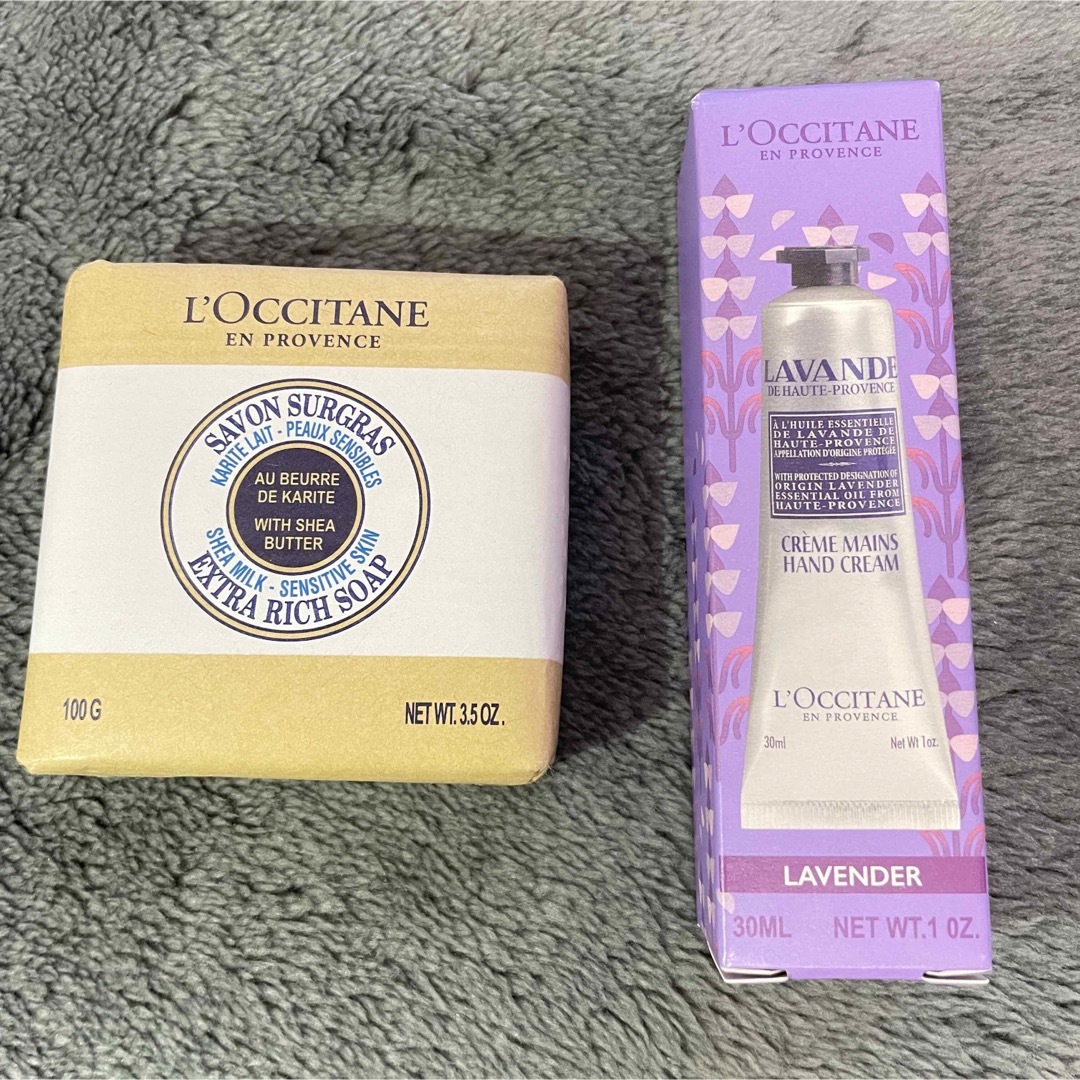 L'OCCITANE
EN PROVENCE
SAVON SURGRAS
KARITE LAIT - PEAUX SENSIBLES
AU BEURRE
DE KARITE
WITH SHEA
BUTTER
SHEA MILK - SENSITIVE SKIN
EXTRA RICH SOAP
100 G
NET WT. 3.5 OZ.
L'OCCITANE
EN PROVENCE
LAVANDE
DE HAUTE-PROVENCE
À L'HUILE ESSENTIELLE
DE LAVANDE DE
HAUTE-PROVENCE
APPELLATION D'ORIGINE PROTÉGÉE
WITH PROTECTED DESIGNATION OF
ORIGIN LAVENDER
ESSENTIAL OIL FROM
HAUTE-PROVENCE
CRÈME MAINS
HAND CREAM
L'OCCITANE
EN PROVENCE
30ml Net Wt 1oz.
LAVENDER
30ML NET WT.1 OZ.